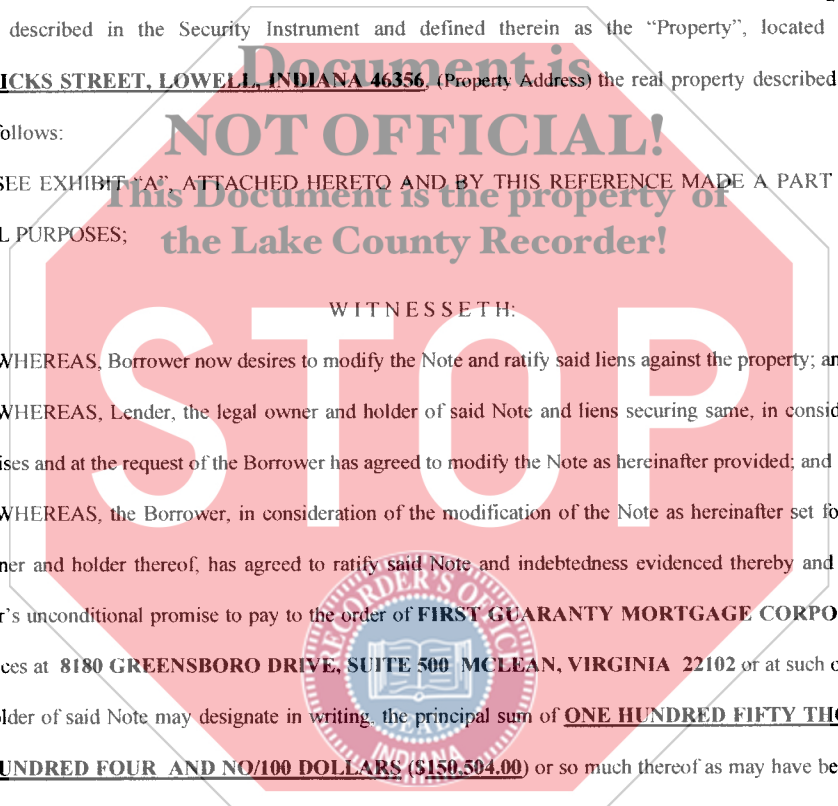 described in the Security Instrument and defined therein as the “Property”, located
ICKS STREET, LOWELL, INDIANA 46356, (Property Address) the real property described
follows:
SEE EXHIBIT “A”, ATTACHED HERETO AND BY THIS REFERENCE MADE A PART
L PURPOSES;
Document is
NOT OFFICIAL!
This Document is the property of
the Lake County Recorder!
STOP
WITNESSETH:
WHEREAS, Borrower now desires to modify the Note and ratify said liens against the property; an
WHEREAS, Lender, the legal owner and holder of said Note and liens securing same, in consid
ises and at the request of the Borrower has agreed to modify the Note as hereinafter provided; and
WHEREAS, the Borrower, in consideration of the modification of the Note as hereinafter set fo
ner and holder thereof, has agreed to ratify said Note and indebtedness evidenced thereby and
r’s unconditional promise to pay to the order of FIRST GUARANTY MORTGAGE CORPO
ces at 8180 GREENSBORO DRIVE, SUITE 500 MCLEAN, VIRGINIA 22102 or at such o
older of said Note may designate in writing, the principal sum of ONE HUNDRED FIFTY THO
UNDRED FOUR AND NO/100 DOLLARS ($150,504.00) or so much thereof as may have be
RECORDER'S OFFICE
SEAL
INDIANA